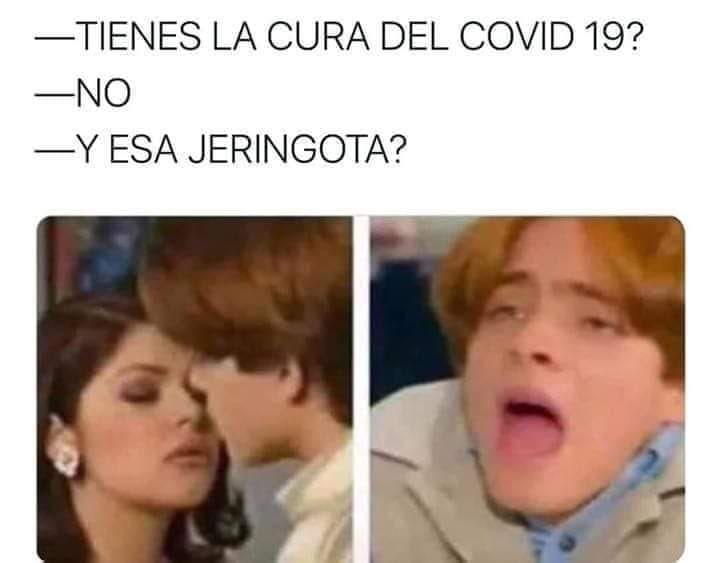 —TIENES LA CURA DEL COVID 19?
—NO
—Y ESA JERINGOTA?